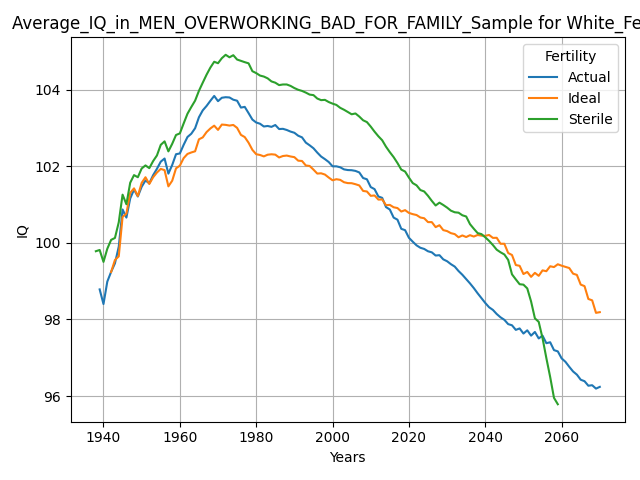 Average_IQ_in_MEN_OVERWORKING_BAD_FOR_FAMILY_Sample for White_Fe
Fertility
Actual
Ideal
Sterile
IQ
104
102
100
98
96
1940
1960
1980
2000
2020
2040
2060
Years